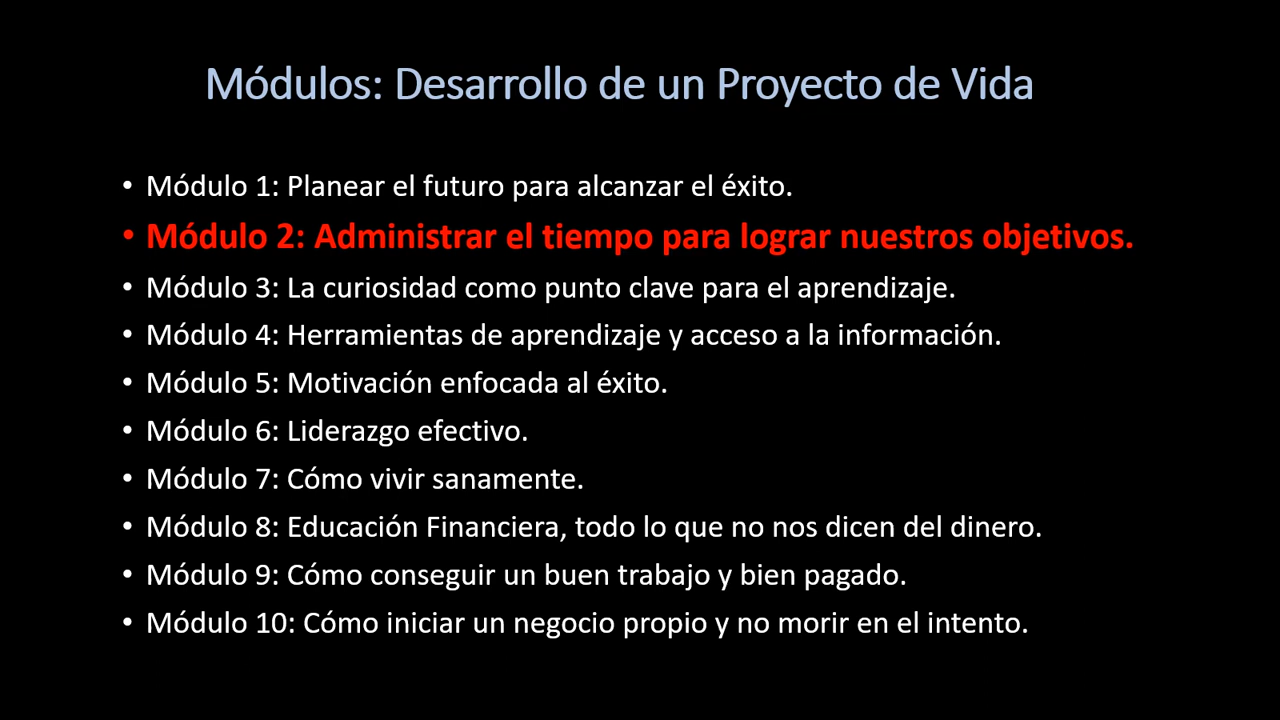 Módulos: Desarrollo de un Proyecto de Vida
• Módulo 1: Planear el futuro para alcanzar el éxito.
• Módulo 2: Administrar el tiempo para lograr nuestros objetivos.
• Módulo 3: La curiosidad como punto clave para el aprendizaje.
• Módulo 4: Herramientas de aprendizaje y acceso a la información.
• Módulo 5: Motivación enfocada al éxito.
• Módulo 6: Liderazgo efectivo.
• Módulo 7: Cómo vivir sanamente.
• Módulo 8: Educación Financiera, todo lo que no nos dicen del dinero.
• Módulo 9: Cómo conseguir un buen trabajo y bien pagado.
• Módulo 10: Cómo iniciar un negocio propio y no morir en el intento.